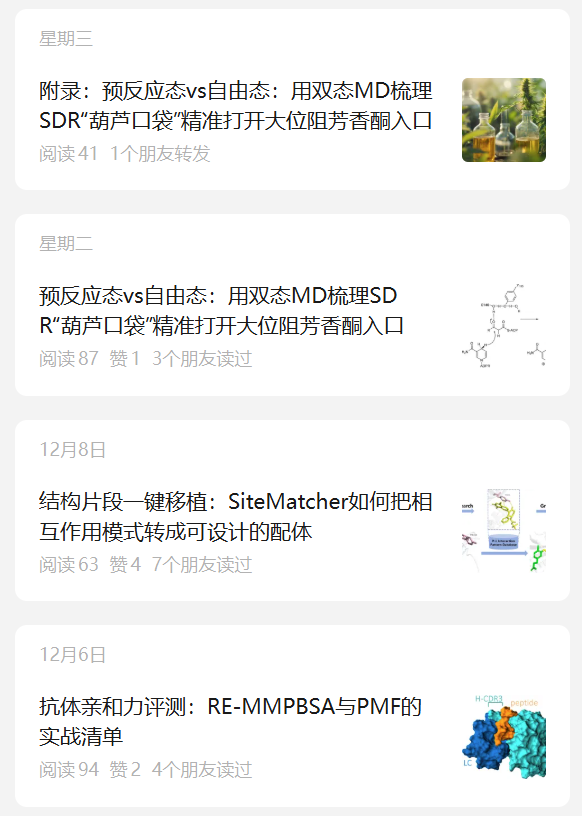 星期三
附录：预反应态vs自由态：用双态MD梳理
SDR“葫芦口袋”精准打开大位阻芳香酮入口
阅读 41 1个朋友转发
星期二
预反应态vs自由态：用双态MD梳理SD
R“葫芦口袋”精准打开大位阻芳香酮入口
阅读 87 赞 1 3个朋友读过
12月8日
结构片段一键移植：SiteMatcher如何把相
互作用模式转成可设计的配体
阅读 63 赞 4 7个朋友读过
12月6日
抗体亲和力评测：RE-MMPBSA与PMF的
实战清单
H-CDR3
peptide
LC
阅读 94 赞 2 4个朋友读过